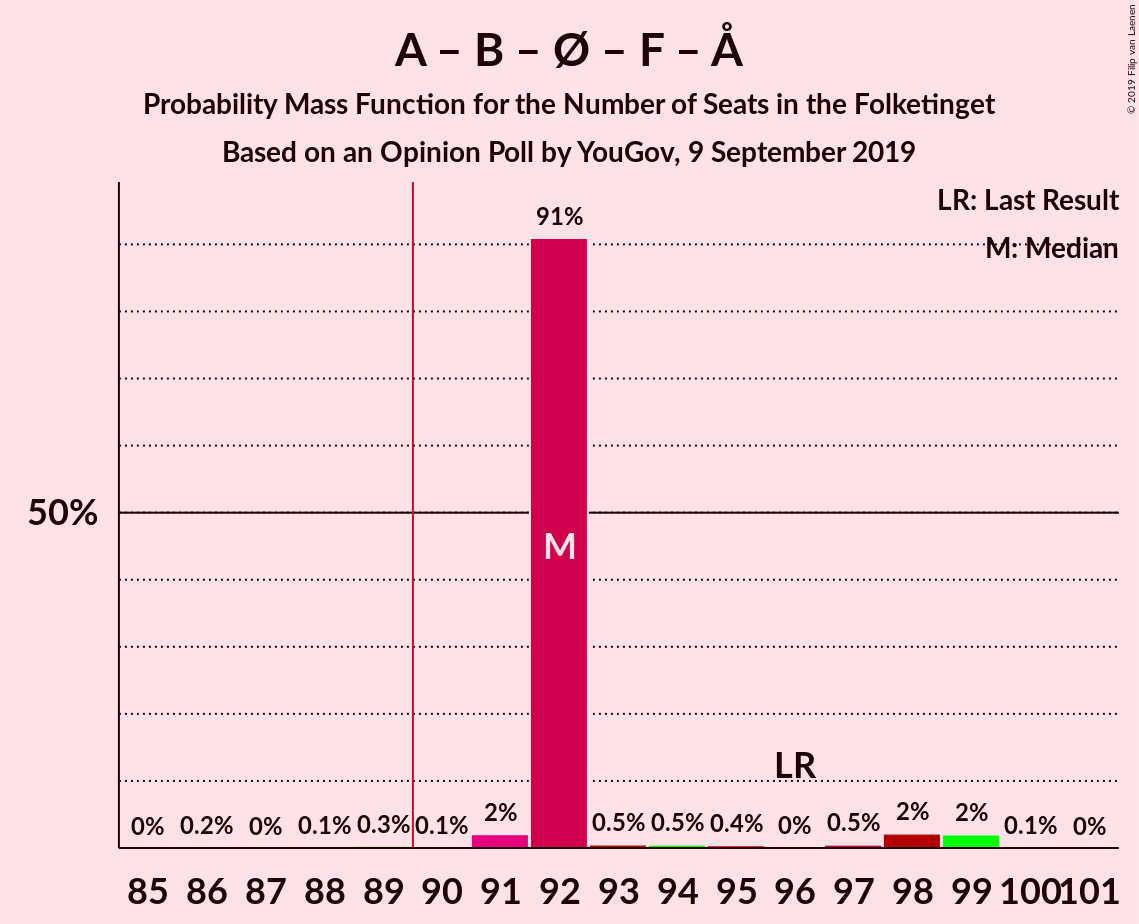 A – B – Ø – F – Å
Probability Mass Function for the Number of Seats in the Folketinget
Based on an Opinion Poll by YouGov, 9 September 2019
© 2019 Filip van Laenen
LR: Last Result
M: Median
91%
50%
M
LR
0% 0.2% 0% 0.1% 0.3% 0.1% 2% 0.5% 0.5% 0.4% 0% 0.5% 2% 2% 0.1% 0%
85 86 87 88 89 90 91 92 93 94 95 96 97 98 99 100 101